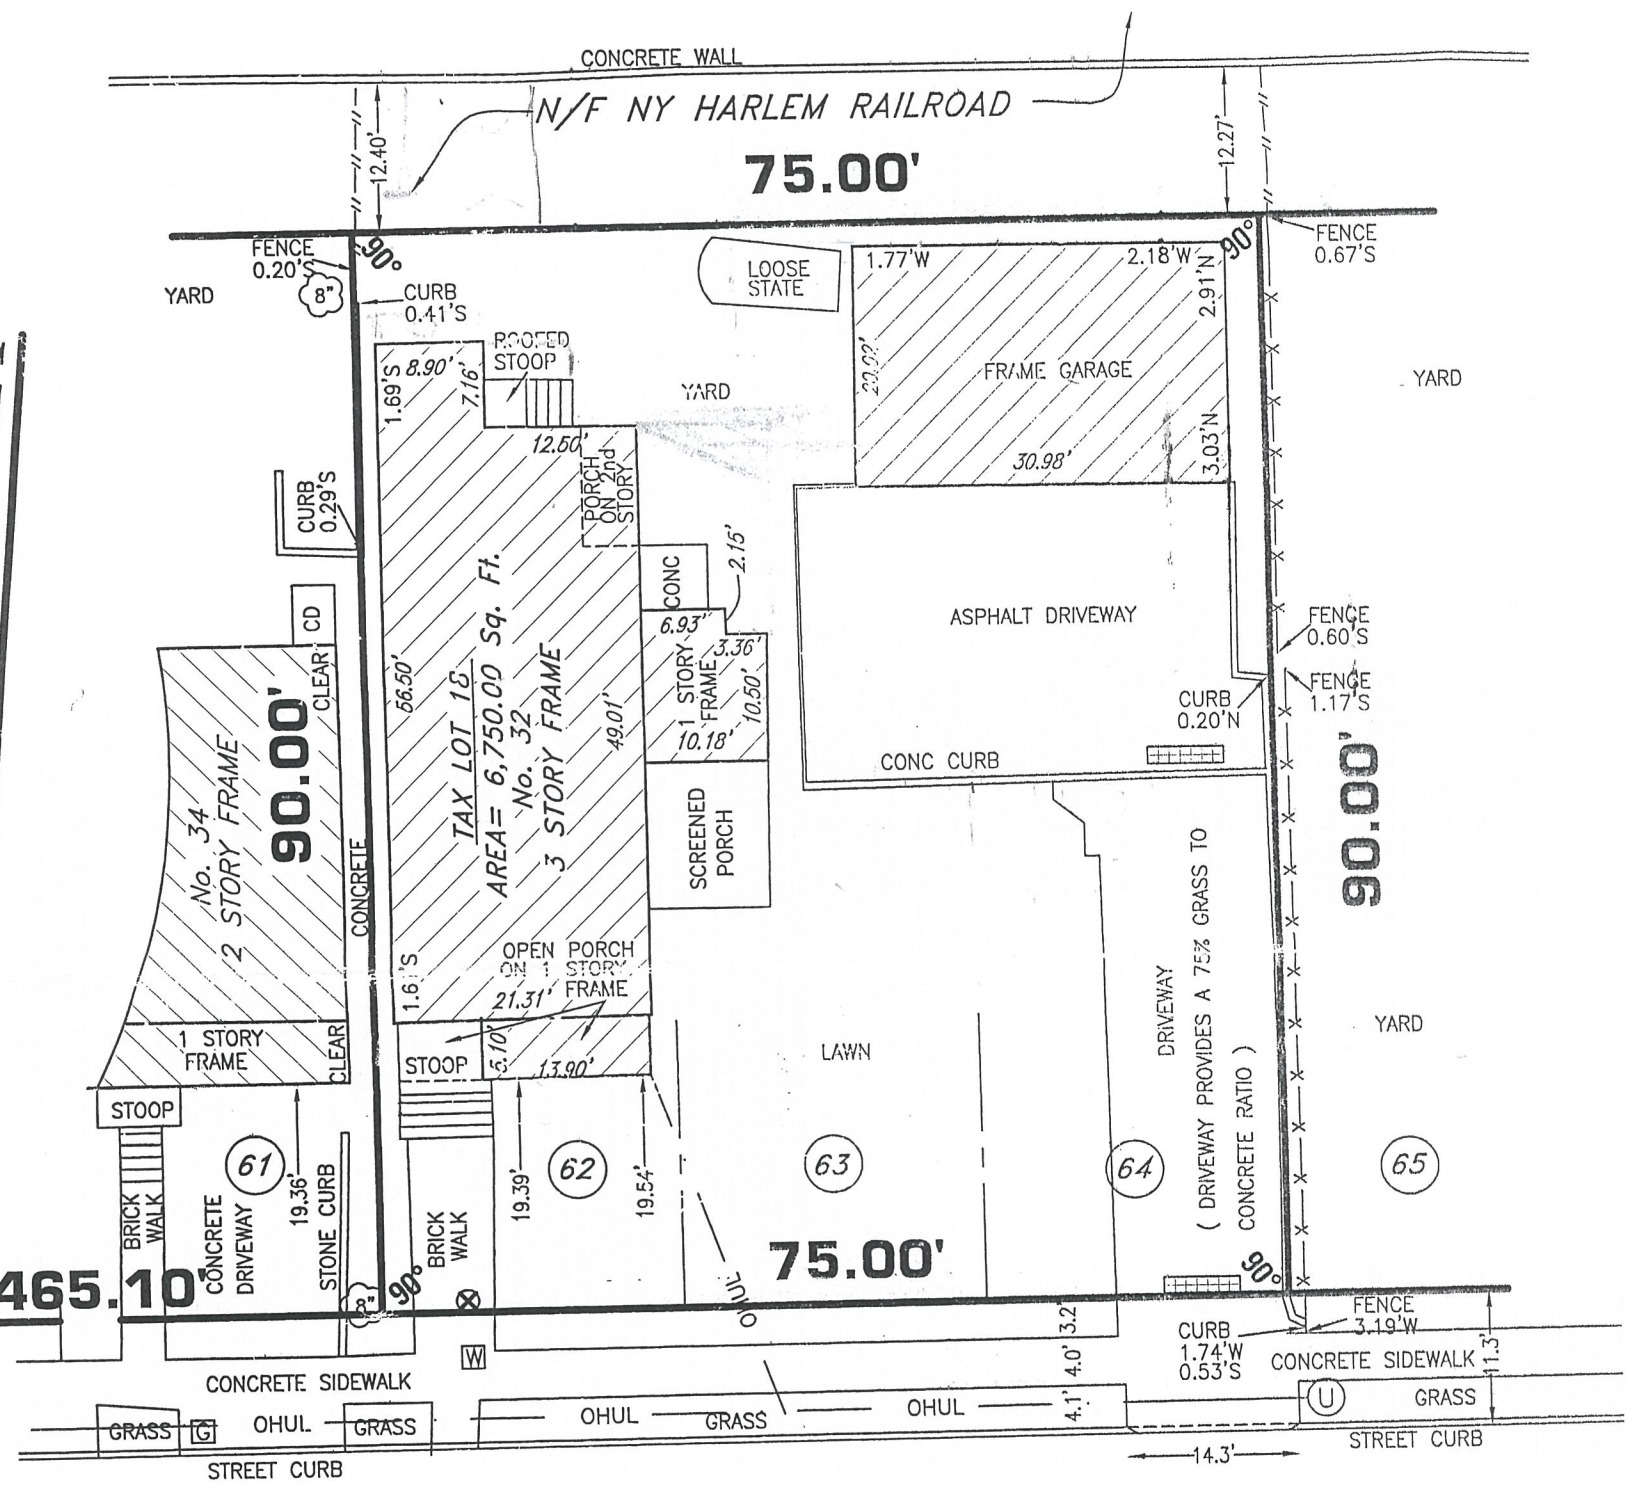 CONCRETE WALL
N/F NY HARLEM RAILROAD
12.40'
12.27'
75.00'
FENCE
0.20'S
90°
90°
FENCE
0.67'S
YARD
8"
CURB
0.41'S
LOOSE
STATE
1.77'W
2.18'W
2.91'N
ROOFED
STOOP
8.90'
1.69'S
7.16'
YARD
FRAME GARAGE
YARD
12.50'
PORCH
ON 2nd
STORY
30.98'
3.03'N
CURB
0.29'S
CONC
2.15'
CD
6.93'
3.36'
ASPHALT DRIVEWAY
FENCE
0.60'S
CLEAR
56.50'
TAX LOT 18
AREA= 6,750.00 Sq. Ft.
No. 32
3 STORY FRAME
49.01'
1 STORY
FRAME
10.50'
10.18'
FENCE
1.17'S
CURB
0.20'N
90.00'
No. 34
2 STORY FRAME
CONC CURB
90.00'
CONCRETE
SCREENED
PORCH
DRIVEWAY
( DRIVEWAY PROVIDES A 75% GRASS TO
CONCRETE RATIO )
OPEN PORCH
ON 1 STORY
FRAME
21.31'
1 STORY
FRAME
CLEAR
STOOP
5.10'
13.90'
LAWN
YARD
STOOP
61
62
63
64
65
19.36'
19.39'
19.54'
BRICK
WALK
CONCRETE
DRIVEWAY
STONE CURB
BRICK
WALK
75.00'
465.10'
90°
90°
8"
OHUL
3.2
FENCE
3.19'W
CURB
1.74'W
0.53'S
W
4.0'
11.3'
CONCRETE SIDEWALK
CONCRETE SIDEWALK
GRASS
G
OHUL
GRASS
OHUL
GRASS
OHUL
4.1'
U
GRASS
STREET CURB
14.3'
STREET CURB